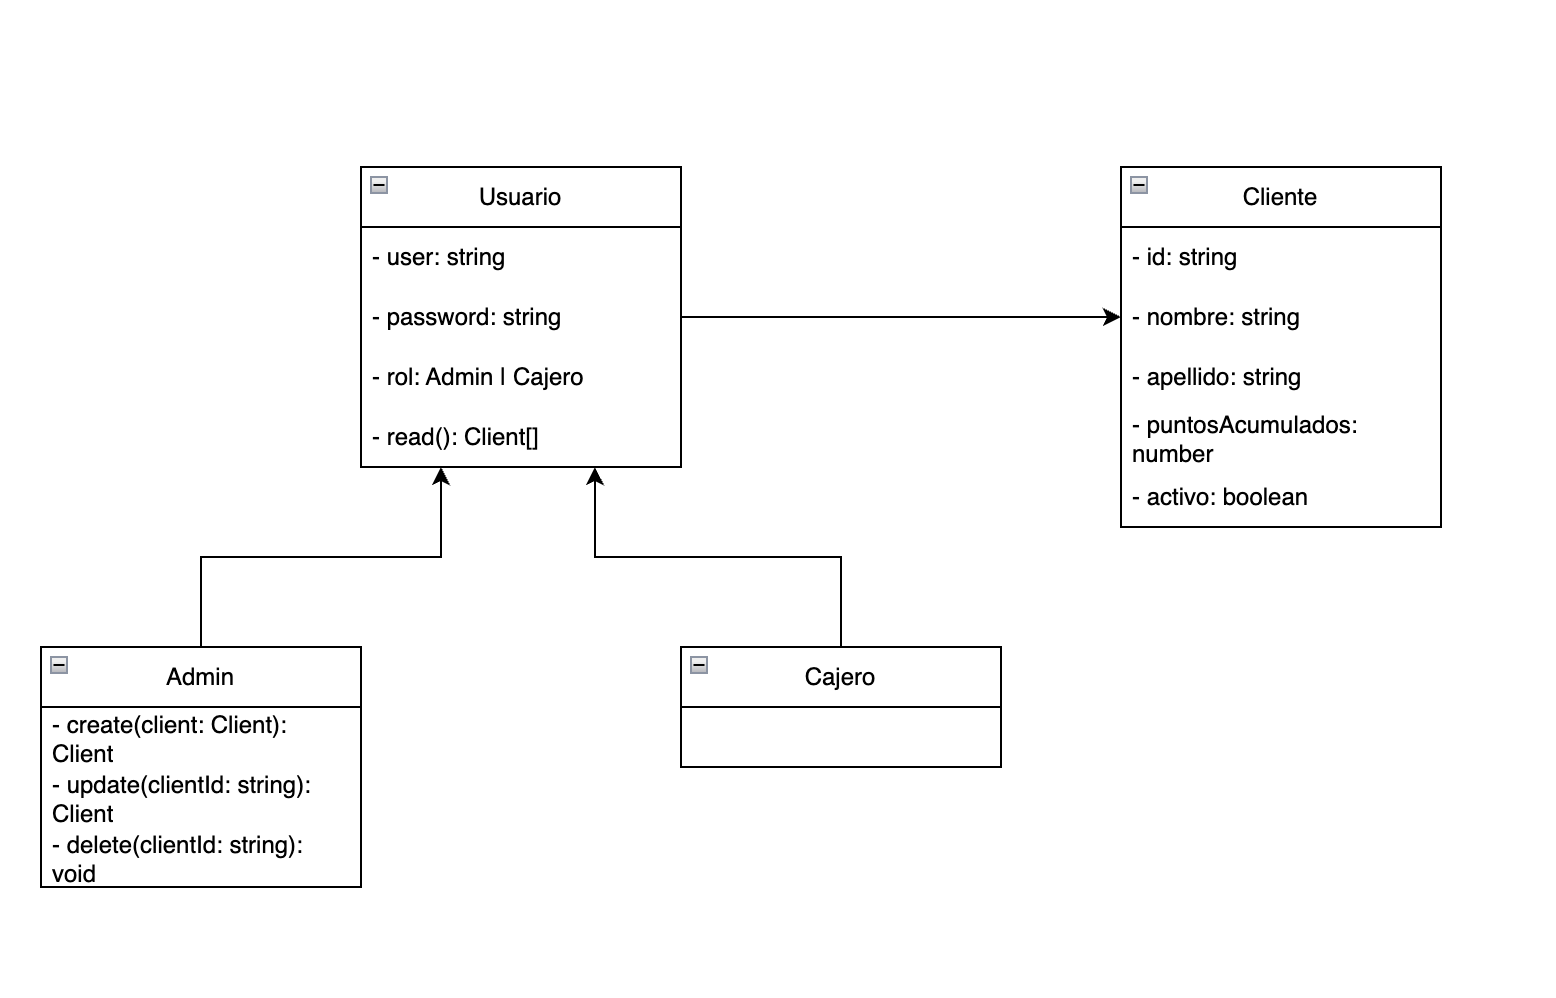 Usuario
- user: string
- password: string
- rol: Admin | Cajero
- read(): Client[]
Cliente
- id: string
- nombre: string
- apellido: string
- puntosAcumulados:
number
- activo: boolean
Admin
- create(client: Client):
Client
- update(clientId: string):
Client
- delete(clientId: string):
void
Cajero